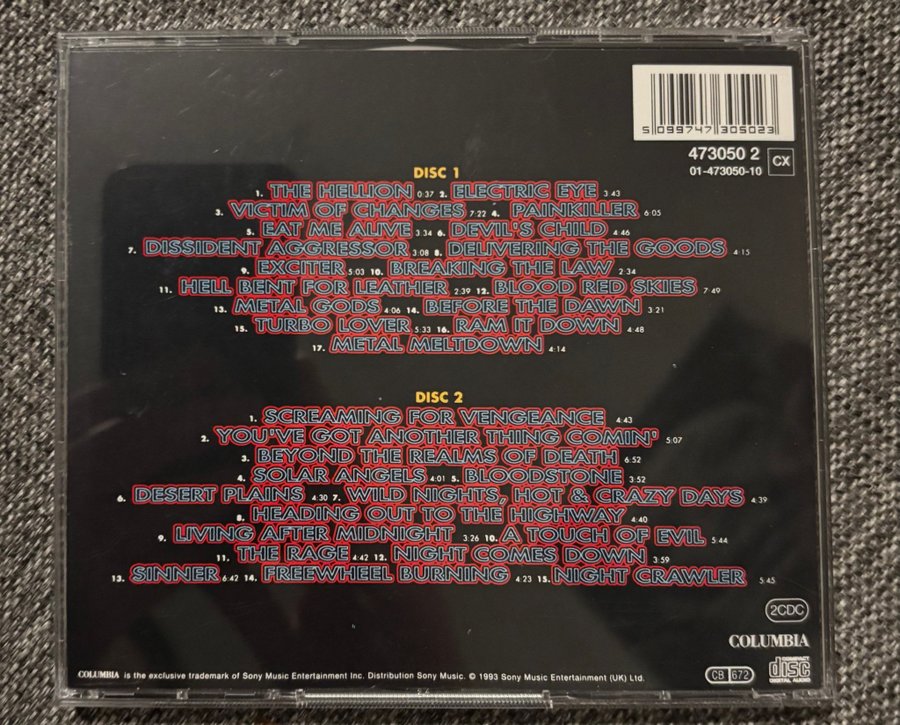 5 099747 305023
473050 2
CX
01-473050-10
DISC 1
1. THE HELLION 0:37 2. ELECTRIC EYE 3:43
3. VICTIM OF CHANGES 7:22 4. PAINKILLER 6:05
5. EAT ME ALIVE 3:34 6. DEVIL'S CHILD 4:46
7. DISSIDENT AGGRESSOR 3:08 8. DELIVERING THE GOODS 4:15
9. EXCITER 5:03 10. BREAKING THE LAW 2:34
11. HELL BENT FOR LEATHER 2:39 12. BLOOD RED SKIES 7:49
13. METAL GODS 4:06 14. BEFORE THE DAWN 3:21
15. TURBO LOVER 5:33 16. RAM IT DOWN 4:48
17. METAL MELTDOWN 4:14
DISC 2
1. SCREAMING FOR VENGEANCE 4:43
2. YOU'VE GOT ANOTHER THING COMIN' 5:07
3. BEYOND THE REALMS OF DEATH 6:52
4. SOLAR ANGELS 4:01 5. BLOODSTONE 3:52
6. DESERT PLAINS 4:30 7. WILD NIGHTS, HOT & CRAZY DAYS 4:39
8. HEADING OUT TO THE HIGHWAY 4:40
9. LIVING AFTER MIDNIGHT 3:26 10. A TOUCH OF EVIL 5:44
11. THE RAGE 4:42 12. NIGHT COMES DOWN 3:59
13. SINNER 6:42 14. FREEWHEEL BURNING 4:23 15. NIGHT CRAWLER 5:45
2CDC
COLUMBIA
COLUMBIA is the exclusive trademark of Sony Music Entertainment Inc. Distribution Sony Music. © 1993 Sony Music Entertainment (UK) Ltd.
CB 672
COMPACT disc DIGITAL AUDIO